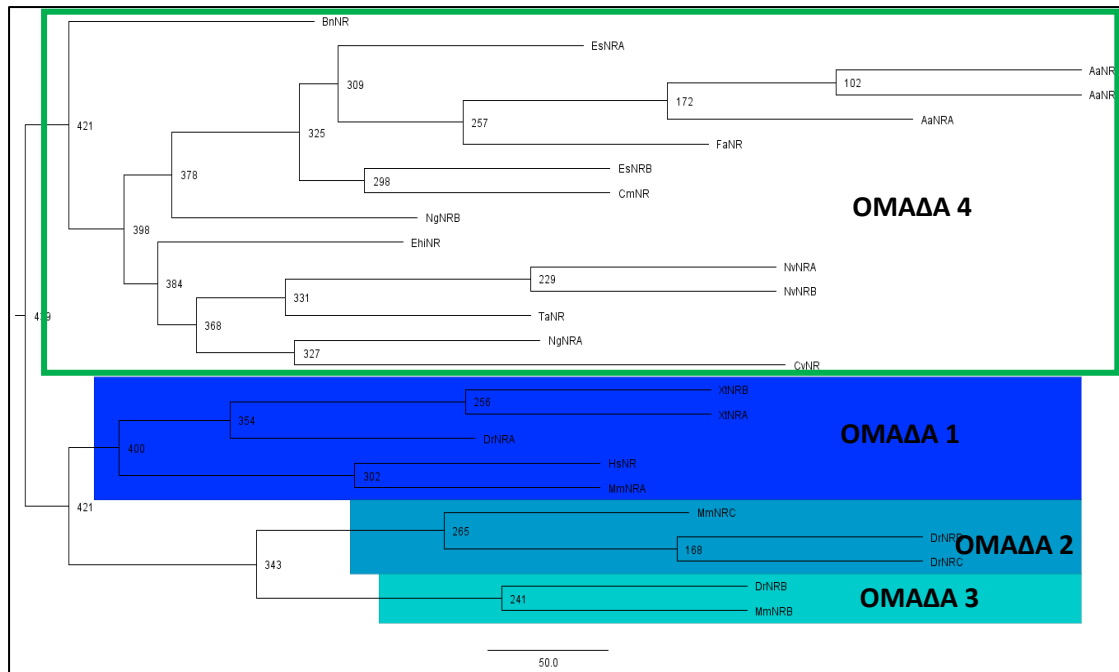 BnNR
EsNRA
AaNR
309
102
AaNR
172
AaNRA
257
421
325
FaNR
EsNRB
378
298
CmNR
ΟΜΑΔΑ 4
NgNRB
398
EhiNR
NvNRA
384
229
NvNRB
331
TaNR
368
NgNRA
327
CvNR
XtNRB
256
XtNRA
354
ΟΜΑΔΑ 1
DrNRA
400
HsNR
302
MmNRA
421
MmNRC
265
168
DrNRC
ΟΜΑΔΑ 2
343
DrNRB
241
ΟΜΑΔΑ 3
MmNRB
50.0